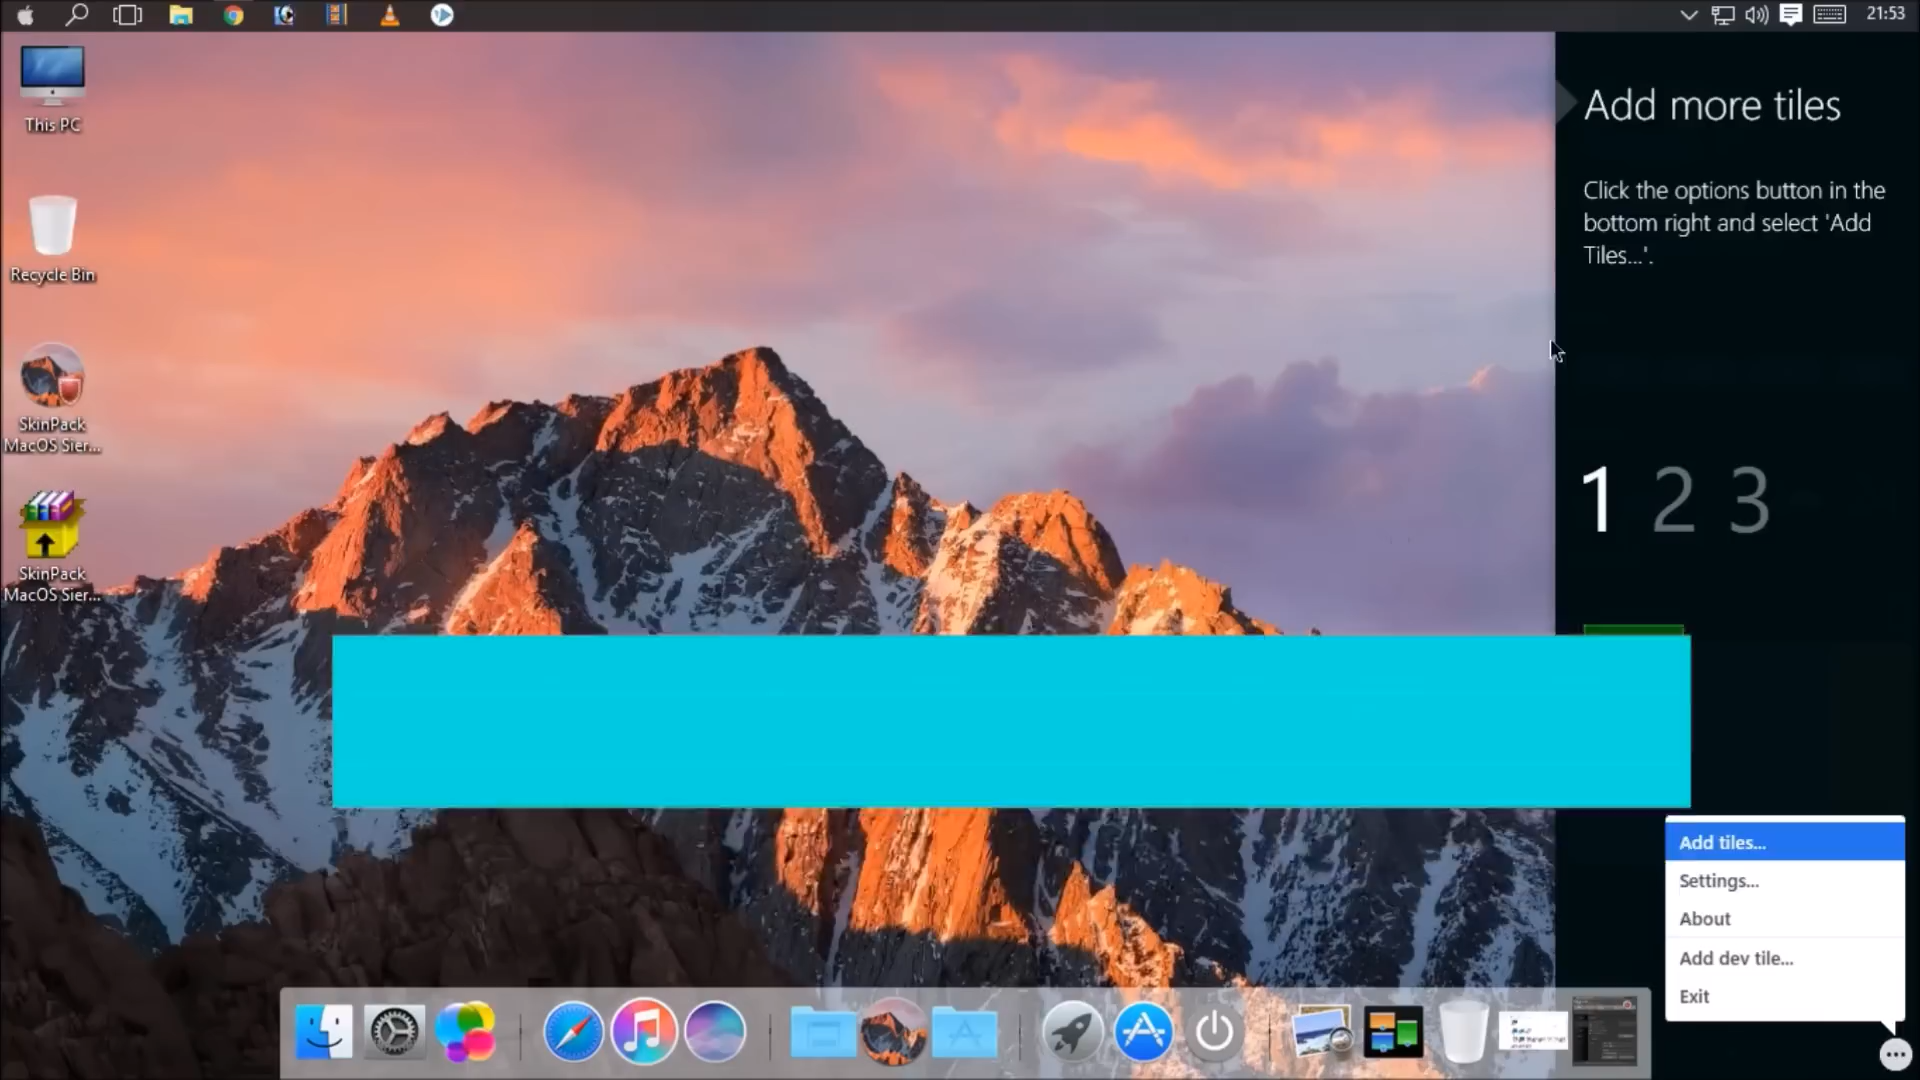 21:53
This PC
Recycle Bin
SkinPack
MacOS Sier...
SkinPack
MacOS Sier...
Add more tiles
Click the options button in the
bottom right and select 'Add
Tiles...'.
1 2 3
Add tiles...
Settings...
About
Add dev tile...
Exit